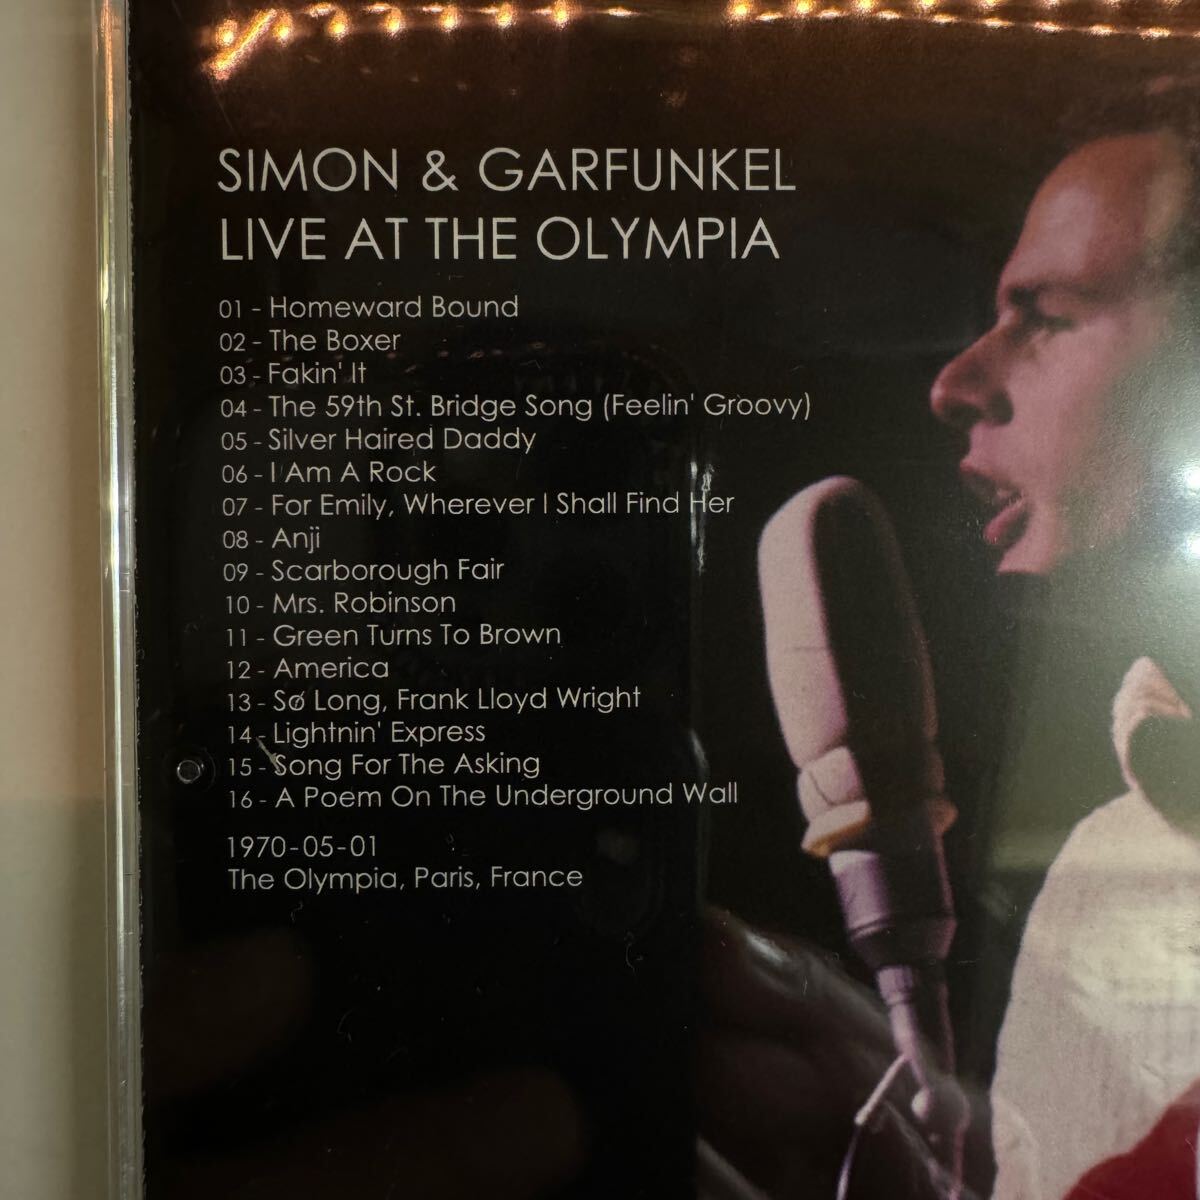 SIMON & GARFUNKEL
LIVE AT THE OLYMPIA
01 - Homeward Bound
02 - The Boxer
03 - Fakin' It
04 - The 59th St. Bridge Song (Feelin' Groovy)
05 - Silver Haired Daddy
06 - I Am A Rock
07 - For Emily, Wherever I Shall Find Her
08 - Anji
09 - Scarborough Fair
10 - Mrs. Robinson
11 - Green Turns To Brown
12 - America
13 - So Long, Frank Lloyd Wright
14 - Lightnin' Express
15 - Song For The Asking
16 - A Poem On The Underground Wall
1970-05-01
The Olympia, Paris, France